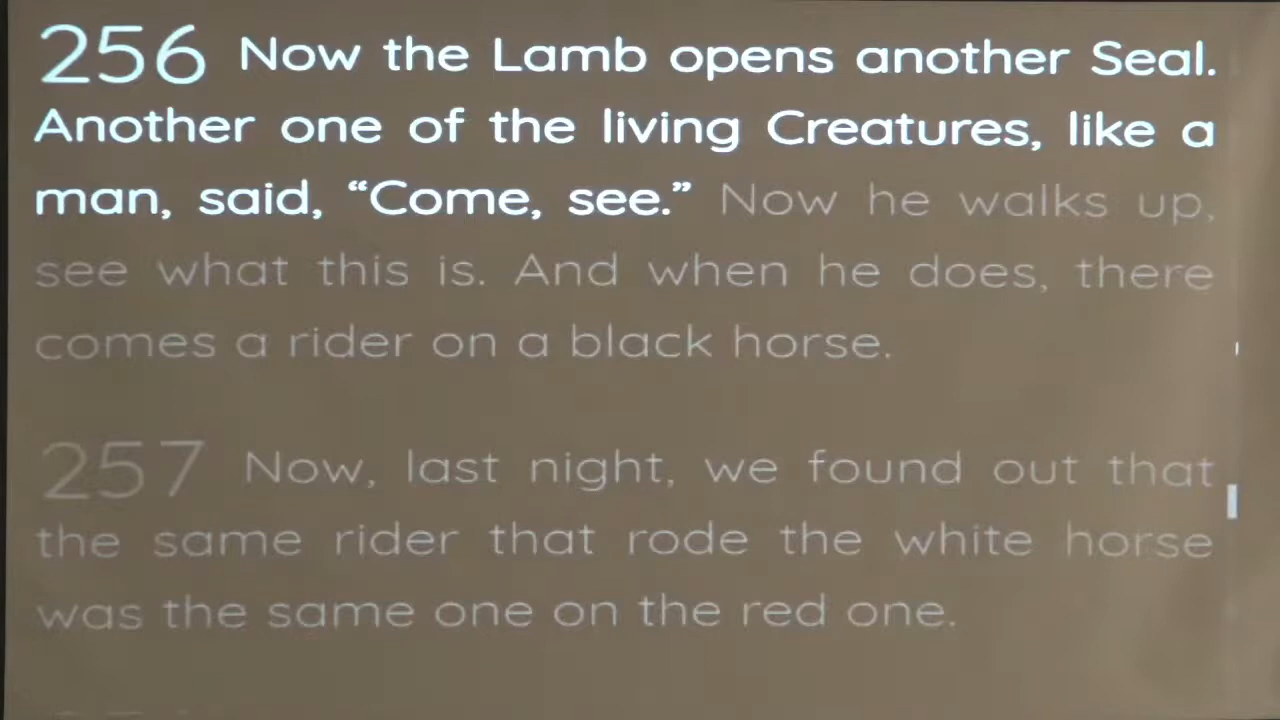 256 Now the Lamb opens another Seal.
Another one of the living Creatures, like a
man, said, “Come, see.” Now he walks up,
see what this is. And when he does, there
comes a rider on a black horse.
257 Now, last night, we found out that
the same rider that rode the white horse
was the same one on the red one.